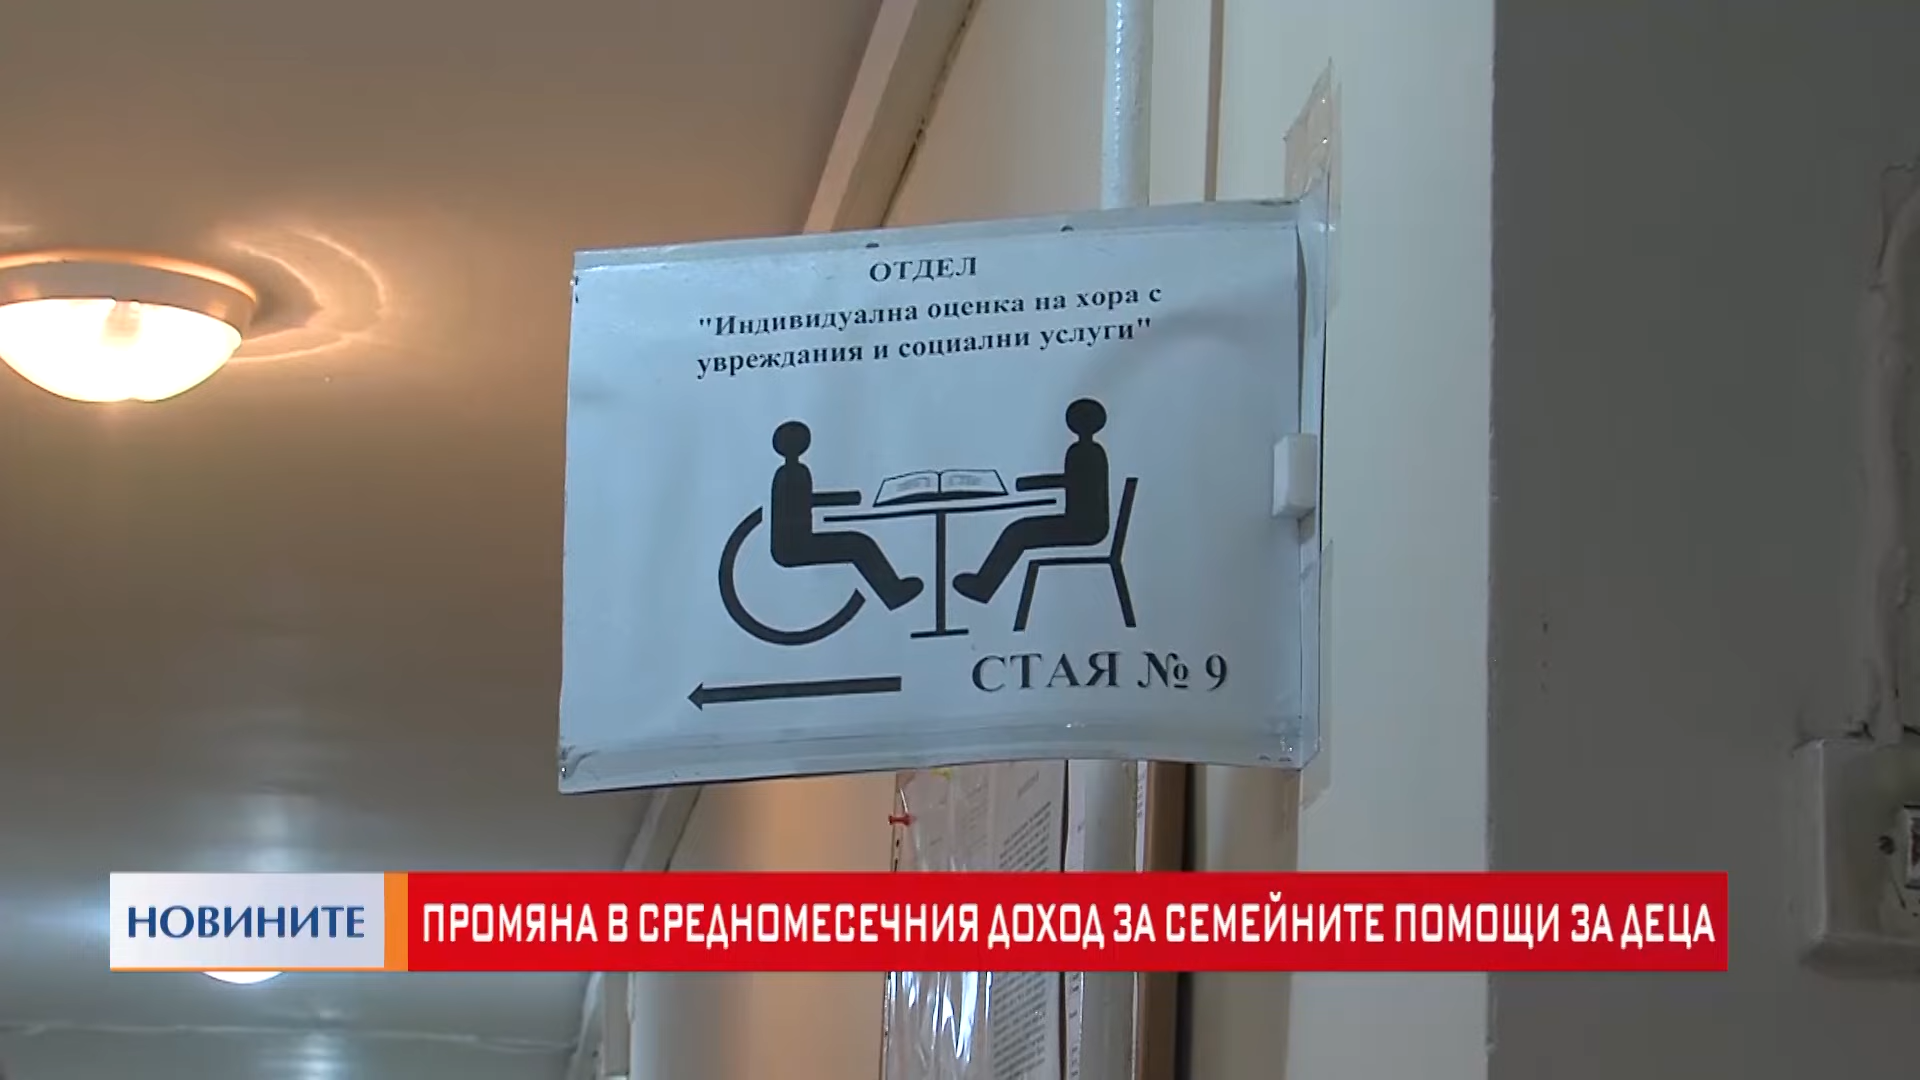 ОТДЕЛ
"Индивидуална оценка на хора с
увреждания и социални услуги"
СТАЯ № 9
НОВИНИТЕ
ПРОМЯНА В СРЕДНОМЕСЕЧНИЯ ДОХОД ЗА СЕМЕЙНИТЕ ПОМОЩИ ЗА ДЕЦА